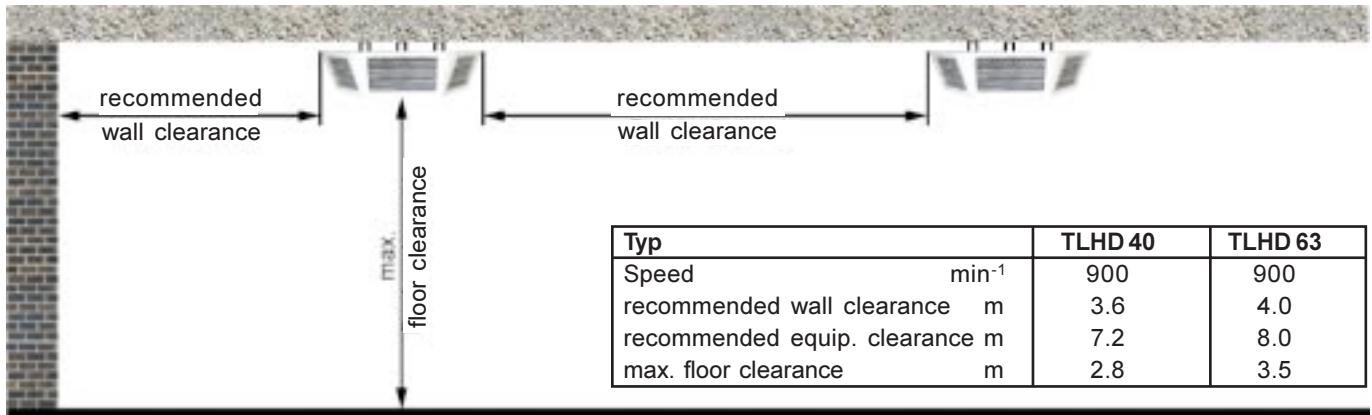 recommended
wall clearance
recommended
wall clearance
max.
floor clearance
Typ TLHD 40 TLHD 63
Speed min-1 900 900
recommended wall clearance m 3.6 4.0
recommended equip. clearance m 7.2 8.0
max. floor clearance m 2.8 3.5